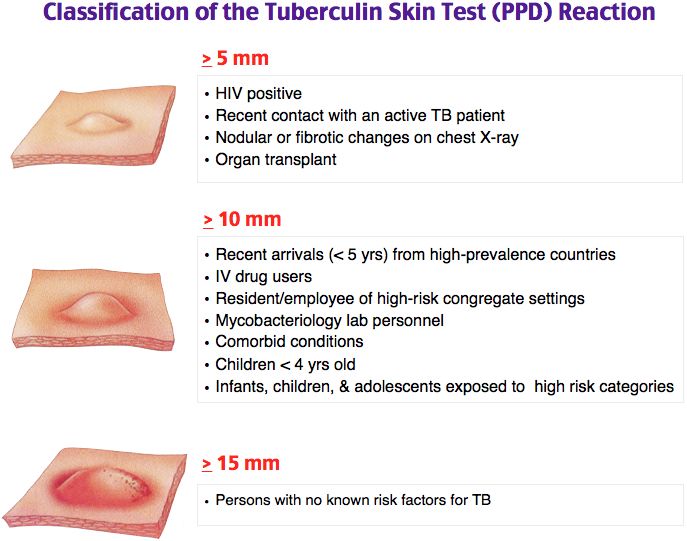 Classification of the Tuberculin Skin Test (PPD) Reaction
≥ 5 mm
• HIV positive
• Recent contact with an active TB patient
• Nodular or fibrotic changes on chest X-ray
• Organ transplant
≥ 10 mm
• Recent arrivals (< 5 yrs) from high-prevalence countries
• IV drug users
• Resident/employee of high-risk congregate settings
• Mycobacteriology lab personnel
• Comorbid conditions
• Children < 4 yrs old
• Infants, children, & adolescents exposed to high risk categories
≥ 15 mm
• Persons with no known risk factors for TB